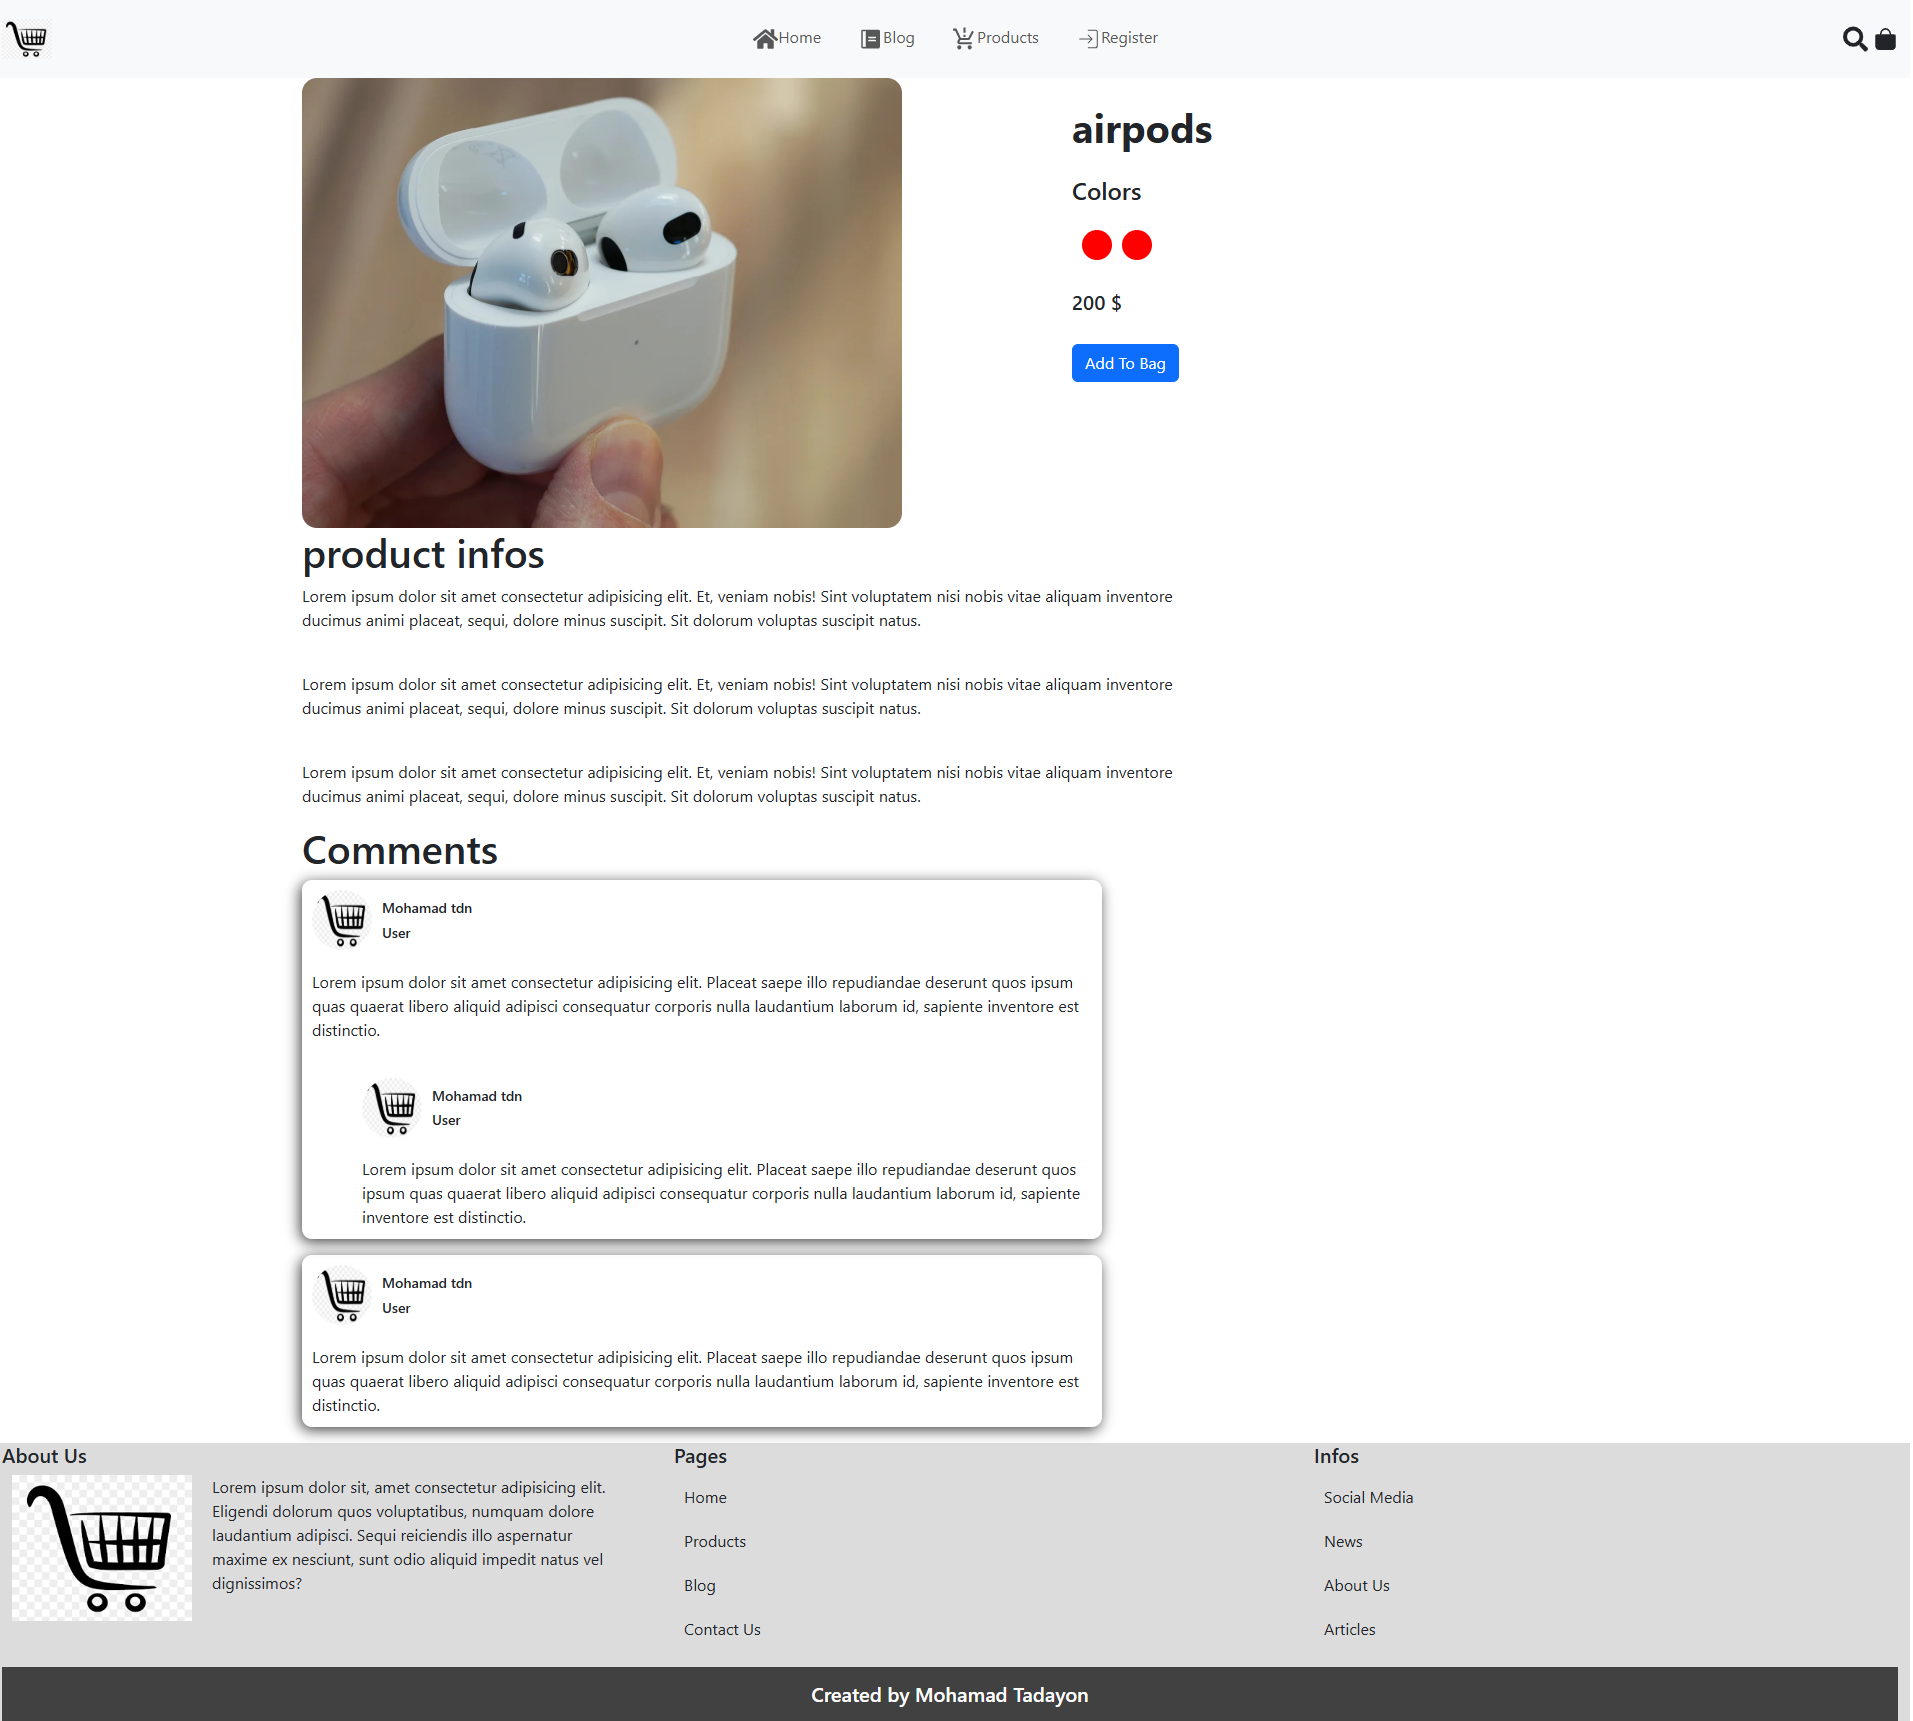 Home
Blog
Products
Register
airpods
Colors
200 $
Add To Bag
product infos
Lorem ipsum dolor sit amet consectetur adipisicing elit. Et, veniam nobis! Sint voluptatem nisi nobis vitae aliquam inventore
ducimus animi placeat, sequi, dolore minus suscipit. Sit dolorum voluptas suscipit natus.
Lorem ipsum dolor sit amet consectetur adipisicing elit. Et, veniam nobis! Sint voluptatem nisi nobis vitae aliquam inventore
ducimus animi placeat, sequi, dolore minus suscipit. Sit dolorum voluptas suscipit natus.
Lorem ipsum dolor sit amet consectetur adipisicing elit. Et, veniam nobis! Sint voluptatem nisi nobis vitae aliquam inventore
ducimus animi placeat, sequi, dolore minus suscipit. Sit dolorum voluptas suscipit natus.
Comments
Mohamad tdn
User
Lorem ipsum dolor sit amet consectetur adipisicing elit. Placeat saepe illo repudiandae deserunt quos ipsum
quas quaerat libero aliquid adipisci consequatur corporis nulla laudantium laborum id, sapiente inventore est
distinctio.
Mohamad tdn
User
Lorem ipsum dolor sit amet consectetur adipisicing elit. Placeat saepe illo repudiandae deserunt quos
ipsum quas quaerat libero aliquid adipisci consequatur corporis nulla laudantium laborum id, sapiente
inventore est distinctio.
Mohamad tdn
User
Lorem ipsum dolor sit amet consectetur adipisicing elit. Placeat saepe illo repudiandae deserunt quos ipsum
quas quaerat libero aliquid adipisci consequatur corporis nulla laudantium laborum id, sapiente inventore est
distinctio.
About Us
Lorem ipsum dolor sit, amet consectetur adipisicing elit.
Eligendi dolorum quos voluptatibus, numquam dolore
laudantium adipisci. Sequi reiciendis illo aspernatur
maxime ex nesciunt, sunt odio aliquid impedit natus vel
dignissimos?
Pages
Home
Products
Blog
Contact Us
Infos
Social Media
News
About Us
Articles
Created by Mohamad Tadayon